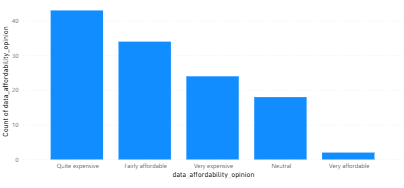 Count of data_affordability_opinion
40
30
20
10
0
Quite expensive
Fairly affordable
Very expensive
Neutral
Very affordable
data_affordability_opinion